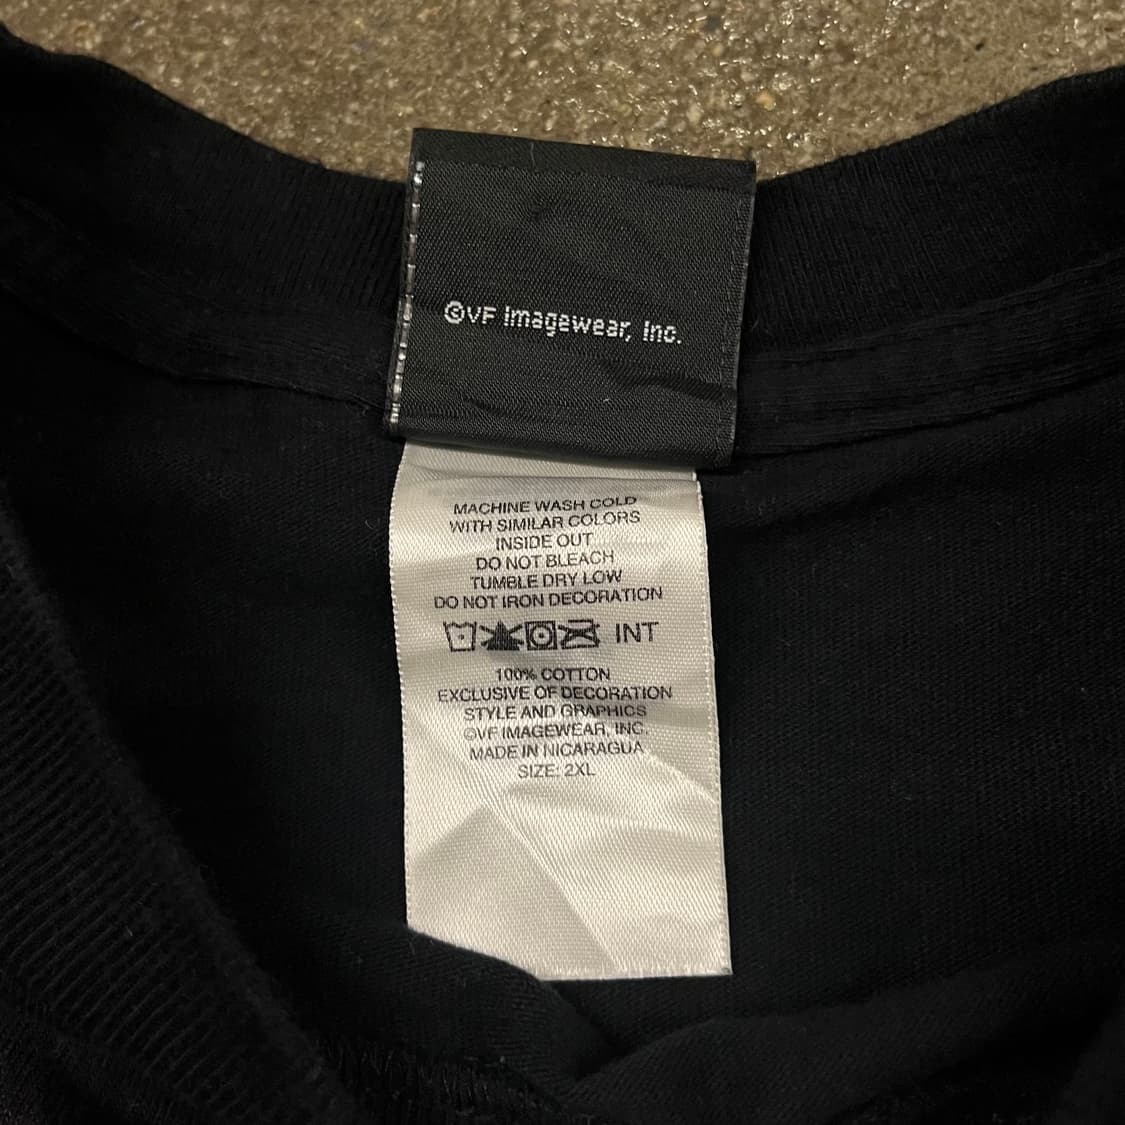 ©VF Imagewear, Inc.
MACHINE WASH COLD
WITH SIMILAR COLORS
INSIDE OUT
DO NOT BLEACH
TUMBLE DRY LOW
DO NOT IRON DECORATION
INT
100% COTTON
EXCLUSIVE OF DECORATION
STYLE AND GRAPHICS
©VF IMAGEWEAR, INC.
MADE IN NICARAGUA
SIZE: 2XL